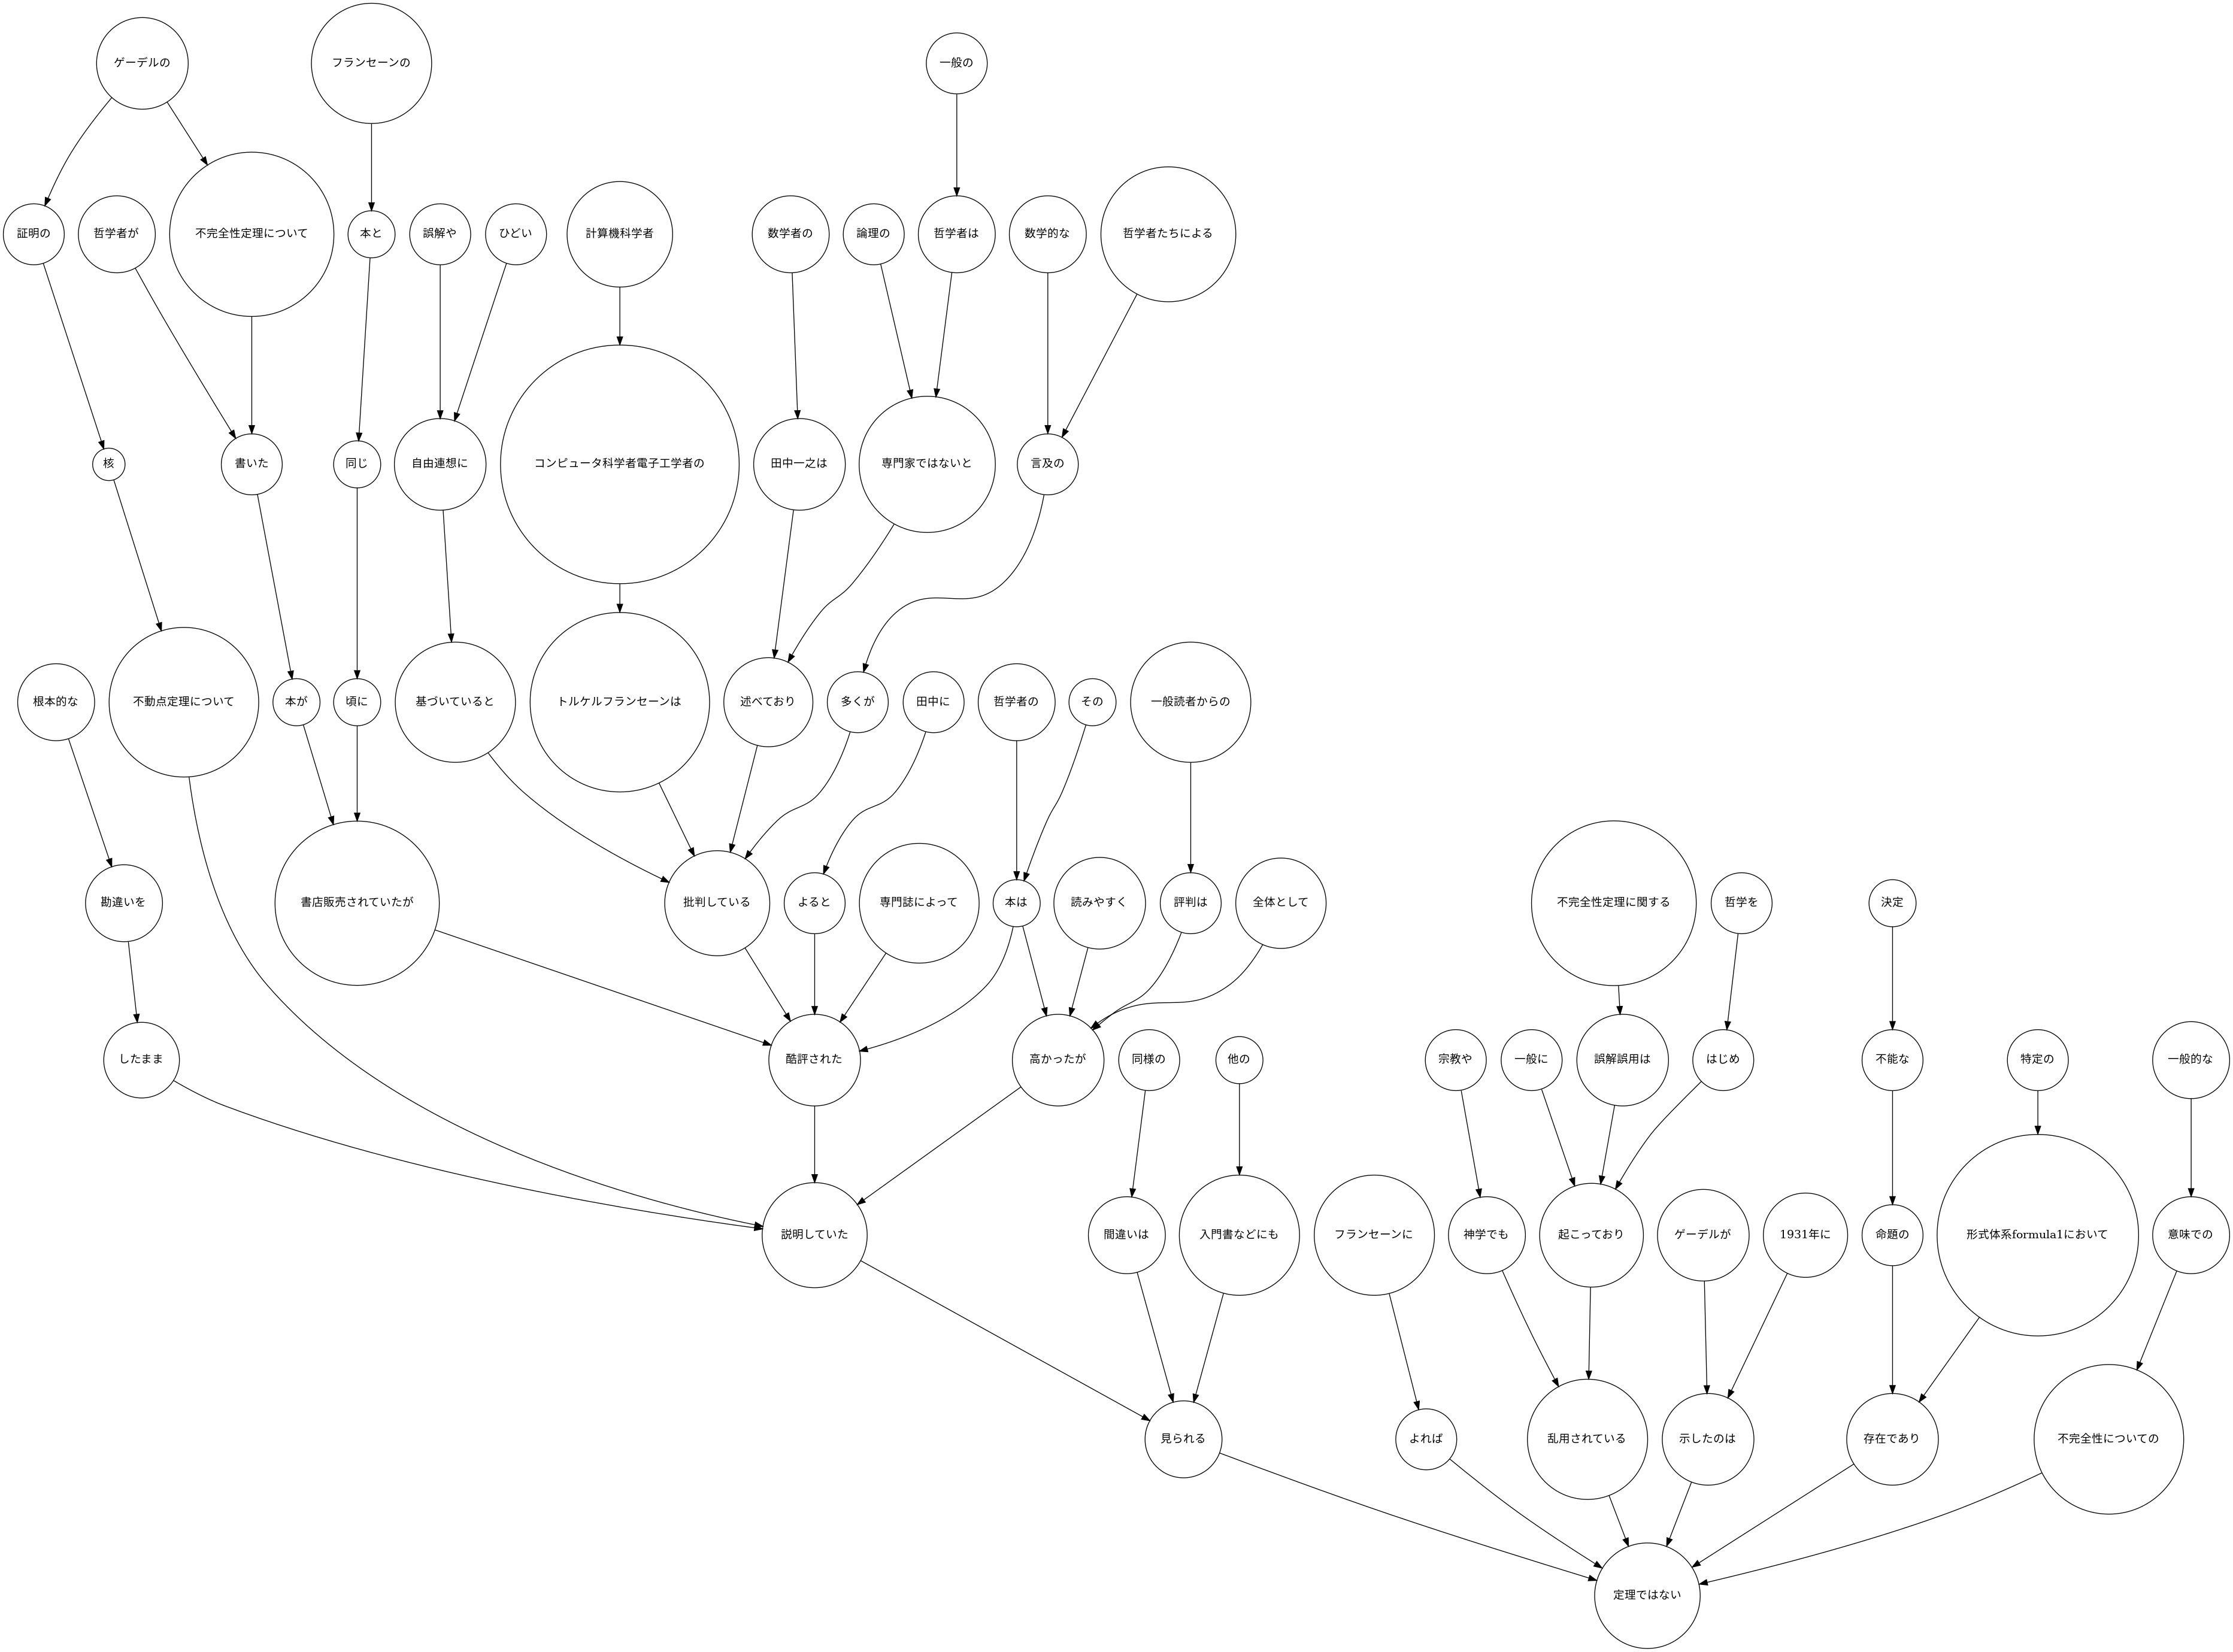 ゲーデルの
フランセーンの
一般の
証明の
哲学者が
不完全性定理について
本と
誤解や
ひどい
計算機科学者
数学者の
論理の
哲学者は
数学的な
哲学者たちによる
核
書いた
同じ
自由連想に
コンピュータ科学者電子工学者の
田中一之は
専門家ではないと
言及の
根本的な
不動点定理について
本が
頃に
基づいていると
トルケルフランセーンは
述べており
多くが
田中に
哲学者の
その
一般読者からの
勘違いを
書店販売されていたが
批判している
よると
専門誌によって
本は
読みやすく
評判は
全体として
不完全性定理に関する
哲学を
決定
したまま
酷評された
高かったが
同様の
他の
宗教や
一般に
誤解誤用は
はじめ
不能な
特定の
一般的な
説明していた
間違いは
入門書などにも
フランセーンに
神学でも
起こっており
ゲーデルが
1931年に
命題の
形式体系formula1において
意味での
見られる
よれば
乱用されている
示したのは
存在であり
不完全性についての
定理ではない